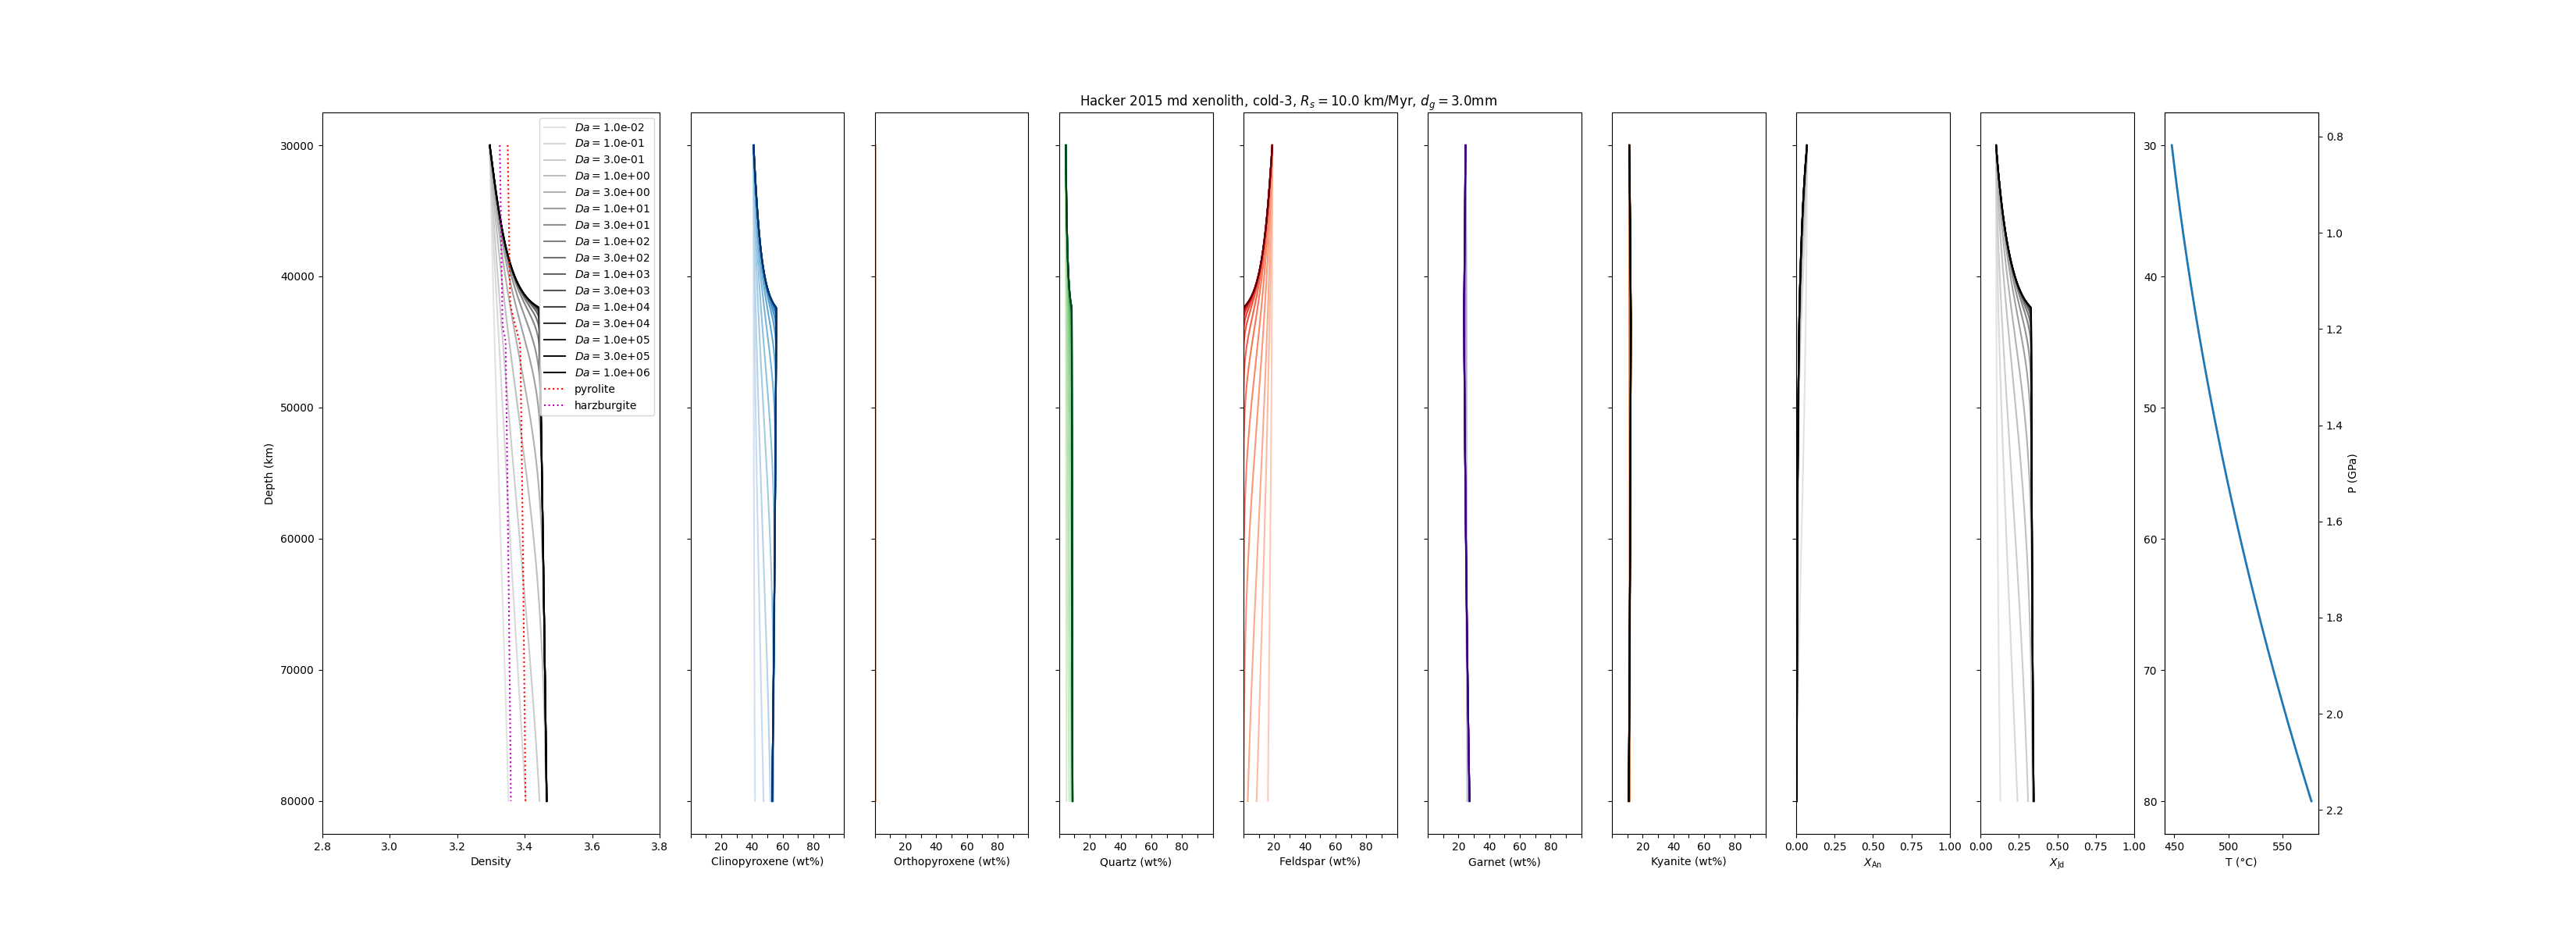 Hacker 2015 md xenolith, cold-3, Rs = 10.0 km/Myr, dg = 3.0mm
Da = 1.0e-02
Da = 1.0e-01
Da = 3.0e-01
Da = 1.0e+00
Da = 3.0e+00
Da = 1.0e+01
Da = 3.0e+01
Da = 1.0e+02
Da = 3.0e+02
Da = 1.0e+03
Da = 3.0e+03
Da = 1.0e+04
Da = 3.0e+04
Da = 1.0e+05
Da = 3.0e+05
Da = 1.0e+06
pyrolite
harzburgite
Depth (km)
30000
40000
50000
60000
70000
80000
2.8 3.0 3.2 3.4 3.6 3.8
Density
20 40 60 80
Clinopyroxene (wt%)
20 40 60 80
Orthopyroxene (wt%)
20 40 60 80
Quartz (wt%)
20 40 60 80
Feldspar (wt%)
20 40 60 80
Garnet (wt%)
20 40 60 80
Kyanite (wt%)
0.00 0.25 0.50 0.75 1.00
XAn
0.00 0.25 0.50 0.75 1.00
XJd
30
40
50
60
70
80
450 500 550
T (°C)
0.8
1.0
1.2
1.4
1.6
1.8
2.0
2.2
P (GPa)